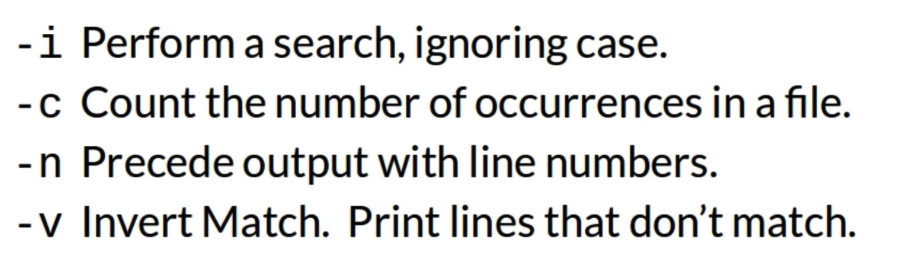 -i Perform a search, ignoring case.
-c Count the number of occurrences in a file.
-n Precede output with line numbers.
-v Invert Match. Print lines that don’t match.